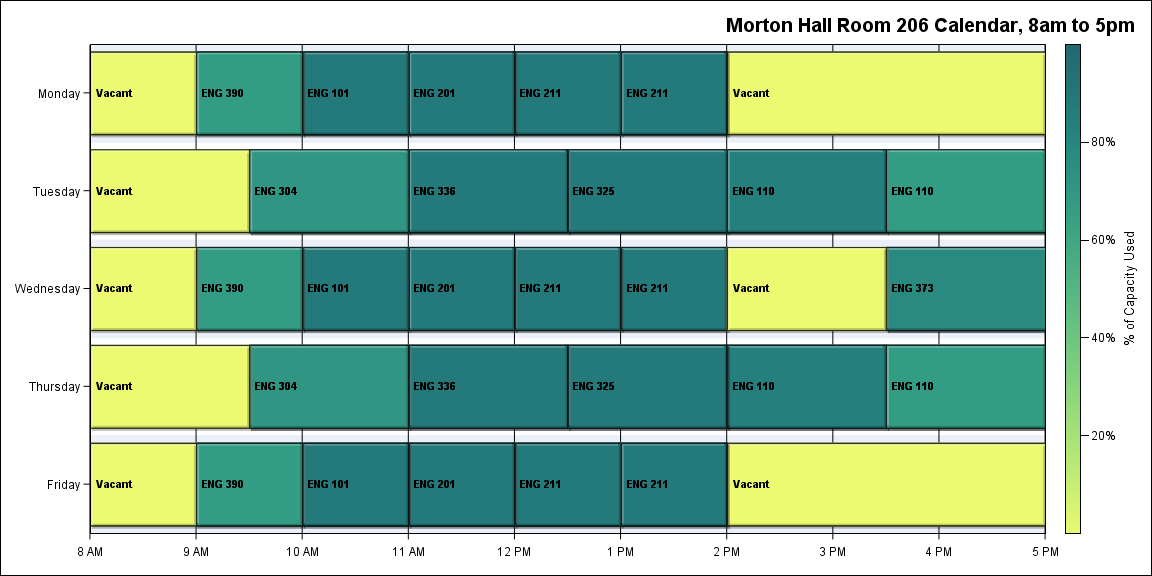 Morton Hall Room 206 Calendar, 8am to 5pm
Monday
Vacant
ENG 390
ENG 101
ENG 201
ENG 211
ENG 211
Vacant
Tuesday
Vacant
ENG 304
ENG 336
ENG 325
ENG 110
ENG 110
Wednesday
Vacant
ENG 390
ENG 101
ENG 201
ENG 211
ENG 211
Vacant
ENG 373
Thursday
Vacant
ENG 304
ENG 336
ENG 325
ENG 110
ENG 110
Friday
Vacant
ENG 390
ENG 101
ENG 201
ENG 211
ENG 211
Vacant
8 AM
9 AM
10 AM
11 AM
12 PM
1 PM
2 PM
3 PM
4 PM
5 PM
80%
60%
40%
20%
% of Capacity Used